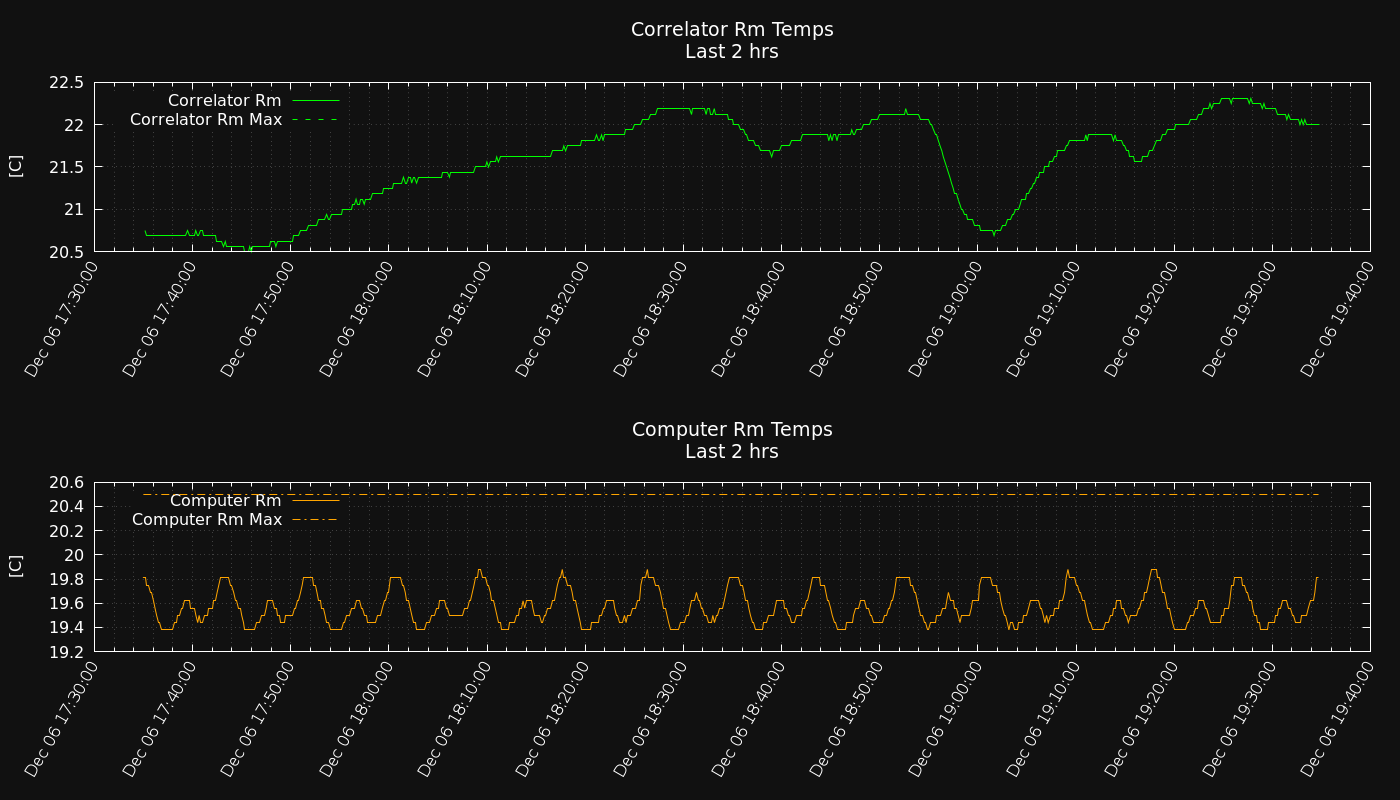 Correlator Rm Temps
Last 2 hrs
22.5
22
21.5
21
20.5
[C]
Correlator Rm
Correlator Rm Max
Dec 06 17:30:00
Dec 06 17:40:00
Dec 06 17:50:00
Dec 06 18:00:00
Dec 06 18:10:00
Dec 06 18:20:00
Dec 06 18:30:00
Dec 06 18:40:00
Dec 06 18:50:00
Dec 06 19:00:00
Dec 06 19:10:00
Dec 06 19:20:00
Dec 06 19:30:00
Dec 06 19:40:00
Computer Rm Temps
Last 2 hrs
20.6
20.4
20.2
20
19.8
19.6
19.4
19.2
[C]
Computer Rm
Computer Rm Max
Dec 06 17:30:00
Dec 06 17:40:00
Dec 06 17:50:00
Dec 06 18:00:00
Dec 06 18:10:00
Dec 06 18:20:00
Dec 06 18:30:00
Dec 06 18:40:00
Dec 06 18:50:00
Dec 06 19:00:00
Dec 06 19:10:00
Dec 06 19:20:00
Dec 06 19:30:00
Dec 06 19:40:00